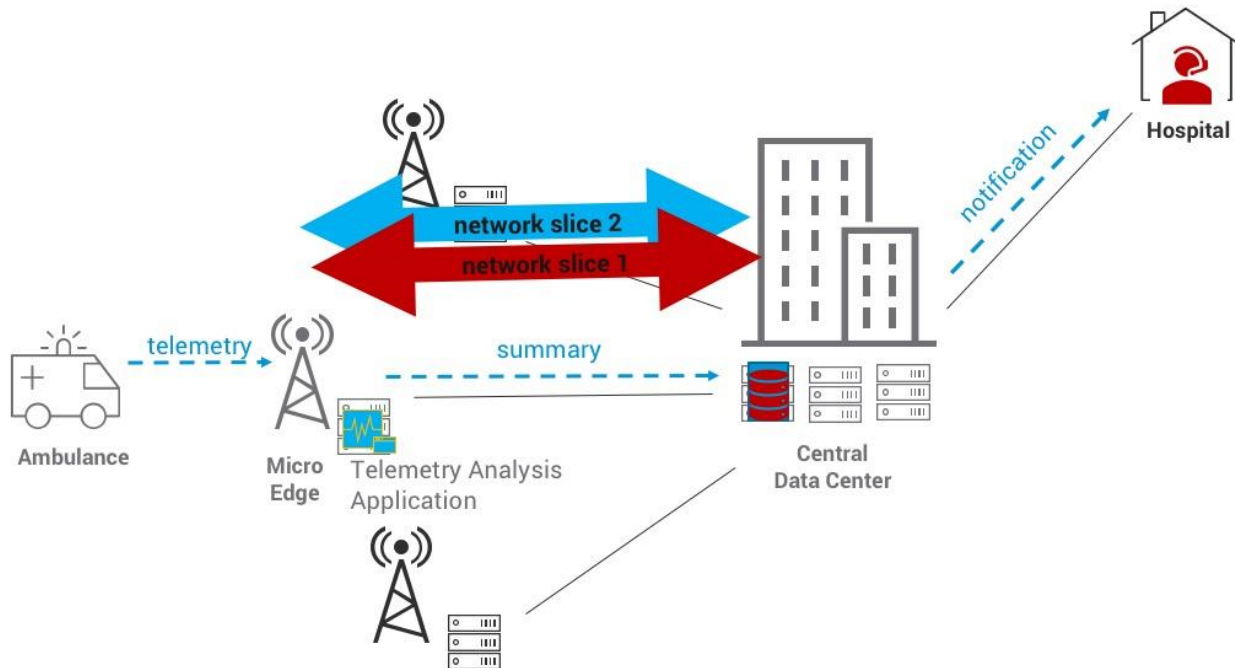 Hospital
notification
network slice 2
network slice 1
telemetry
summary
Ambulance
Micro
Edge
Telemetry Analysis
Application
Central
Data Center